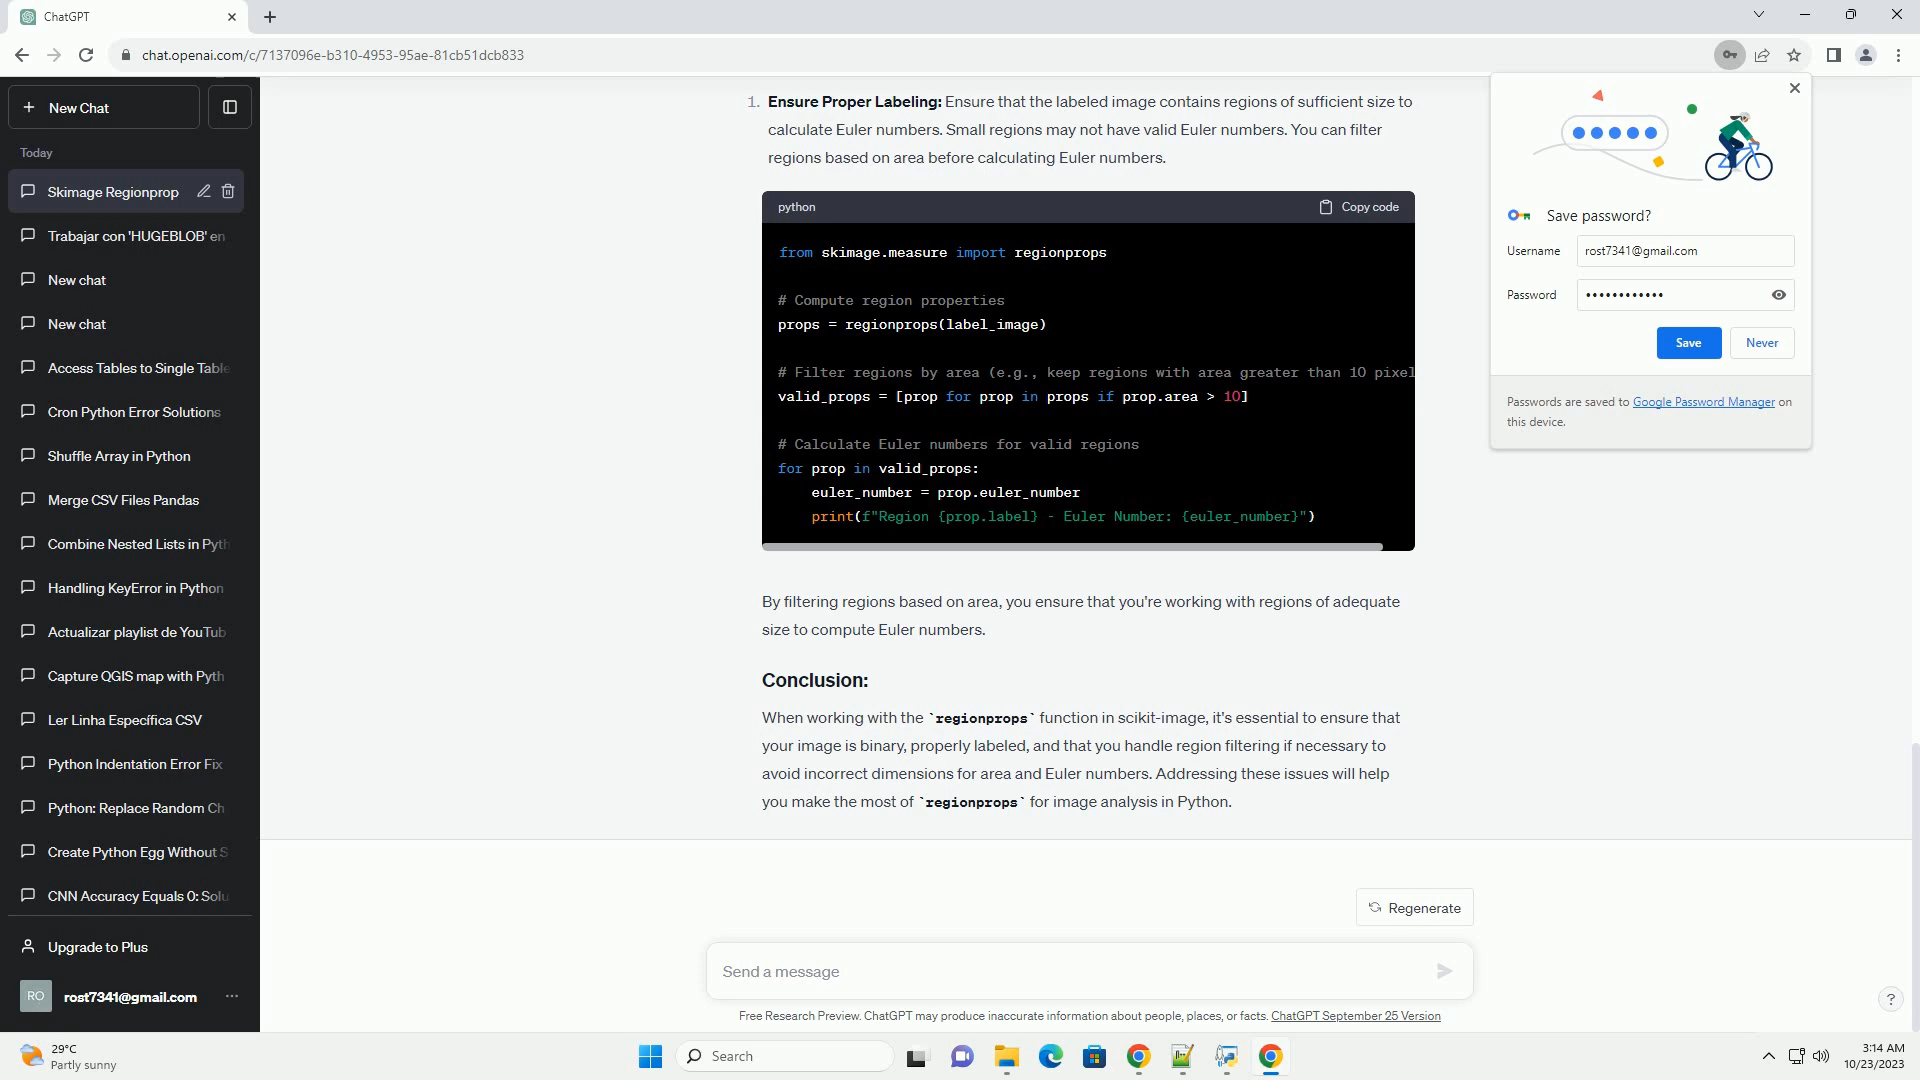 ChatGPT
chat.openai.com/c/7137096e-b310-4953-95ae-81cb51dcb833
New Chat
Today
Skimage Regionprop
Trabajar con 'HUGEBLOB' en
New chat
New chat
Access Tables to Single Table
Cron Python Error Solutions
Shuffle Array in Python
Merge CSV Files Pandas
Combine Nested Lists in Pyth
Handling KeyError in Python
Actualizar playlist de YouTub
Capture QGIS map with Pyth
Ler Linha Específica CSV
Python Indentation Error Fix
Python: Replace Random Ch
Create Python Egg Without S
CNN Accuracy Equals 0: Solu
Upgrade to Plus
RO
rost7341@gmail.com
1. Ensure Proper Labeling: Ensure that the labeled image contains regions of sufficient size to
calculate Euler numbers. Small regions may not have valid Euler numbers. You can filter
regions based on area before calculating Euler numbers.
python
Copy code
from skimage.measure import regionprops
# Compute region properties
props = regionprops(label_image)
# Filter regions by area (e.g., keep regions with area greater than 10 pixel
valid_props = [prop for prop in props if prop.area > 10]
# Calculate Euler numbers for valid regions
for prop in valid_props:
euler_number = prop.euler_number
print(f"Region {prop.label} - Euler Number: {euler_number}")
By filtering regions based on area, you ensure that you're working with regions of adequate
size to compute Euler numbers.
Conclusion:
When working with the `regionprops` function in scikit-image, it's essential to ensure that
your image is binary, properly labeled, and that you handle region filtering if necessary to
avoid incorrect dimensions for area and Euler numbers. Addressing these issues will help
you make the most of `regionprops` for image analysis in Python.
Regenerate
Send a message
Free Research Preview. ChatGPT may produce inaccurate information about people, places, or facts. ChatGPT September 25 Version
?
Save password?
Username
rost7341@gmail.com
Password
••••••••••••
Save
Never
Passwords are saved to Google Password Manager on
this device.
29°C
Partly sunny
Search
3:14 AM
10/23/2023